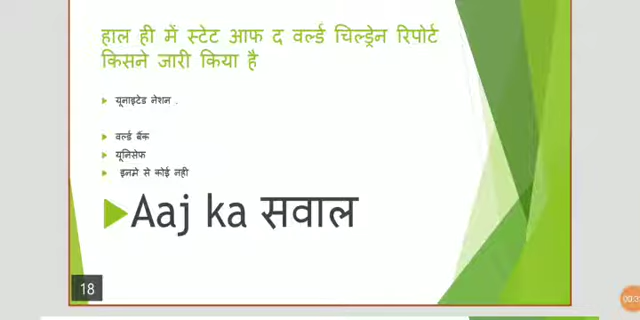 हाल ही में स्टेट आफ द वर्ल्ड चिल्ड्रेन रिपोर्ट
किसने जारी किया है
यूनाइटेड नेशन .
वर्ल्ड बैंक
यूनिसेफ
इनमे से कोई नही
Aaj ka सवाल
18